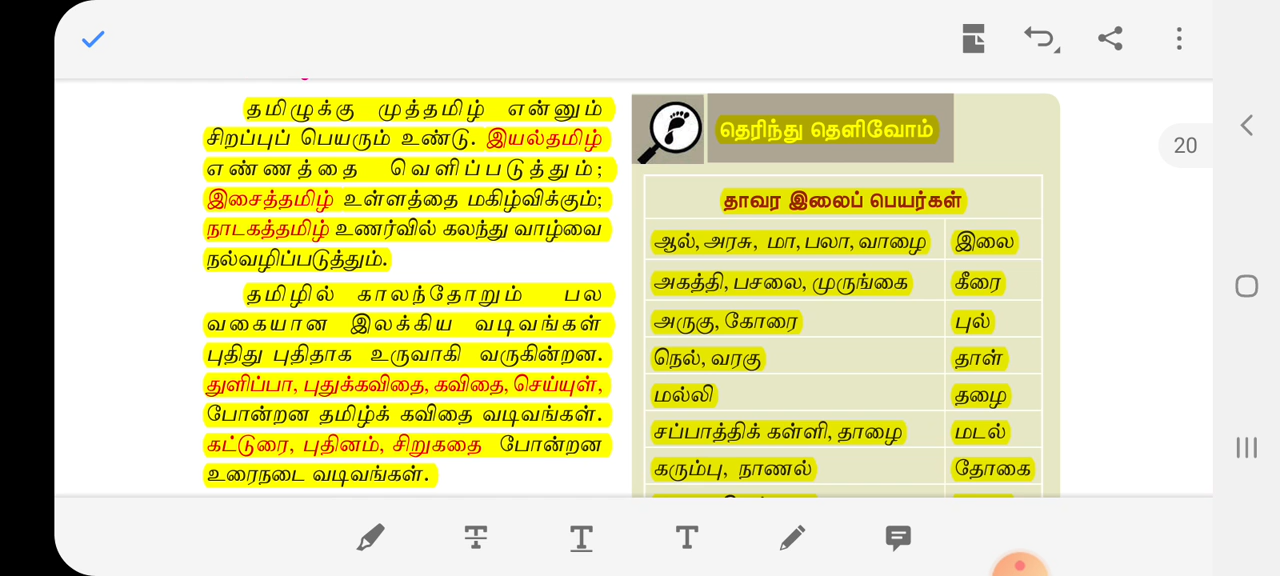 தமிழுக்கு முத்தமிழ் என்னும்
சிறப்புப் பெயரும் உண்டு. இயல்தமிழ்
எண்ணத்தை வெளிப்படுத்தும்;
இசைத்தமிழ் உள்ளத்தை மகிழ்விக்கும்;
நாடகத்தமிழ் உணர்வில் கலந்து வாழ்வை
நல்வழிப்படுத்தும்.
தமிழில் காலந்தோறும் பல
வகையான இலக்கிய வடிவங்கள்
புதிது புதிதாக உருவாகி வருகின்றன.
துளிப்பா, புதுக்கவிதை, கவிதை, செய்யுள்,
போன்றன தமிழ்க் கவிதை வடிவங்கள்.
கட்டுரை, புதினம், சிறுகதை போன்றன
உரைநடை வடிவங்கள்.
தெரிந்து தெளிவோம்
தாவர இலைப் பெயர்கள்
ஆல், அரசு, மா, பலா, வாழை இலை
அகத்தி, பசலை, முருங்கை கீரை
அருகு, கோரை புல்
நெல், வரகு தாள்
மல்லி தழை
சப்பாத்திக் கள்ளி, தாழை மடல்
கரும்பு, நாணல் தோகை
20